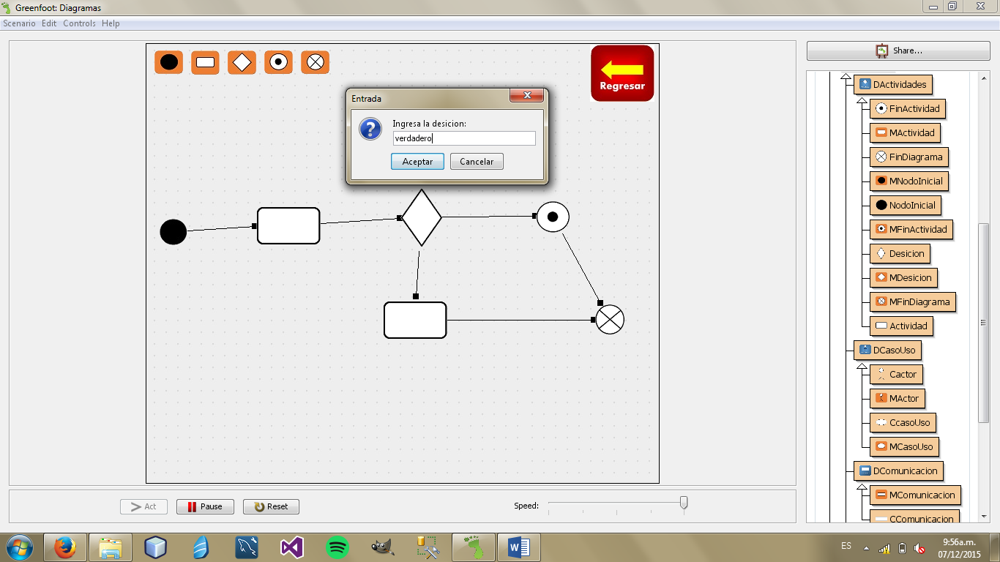 Greenfoot: Diagramas
Scenario Edit Controls Help
Regresar
Entrada
Ingresa la desicion:
verdadero
Aceptar Cancelar
Share...
DActividades
FinActividad
MActividad
FinDiagrama
MNodoInicial
NodoInicial
MFinActividad
Desicion
MDesicion
MFinDiagrama
Actividad
DCasoUso
Cactor
MActor
CcasoUso
MCasoUso
DComunicacion
MComunicacion
CComunicacion
Act Pause Reset Speed:
ES
9:56a.m.
07/12/2015